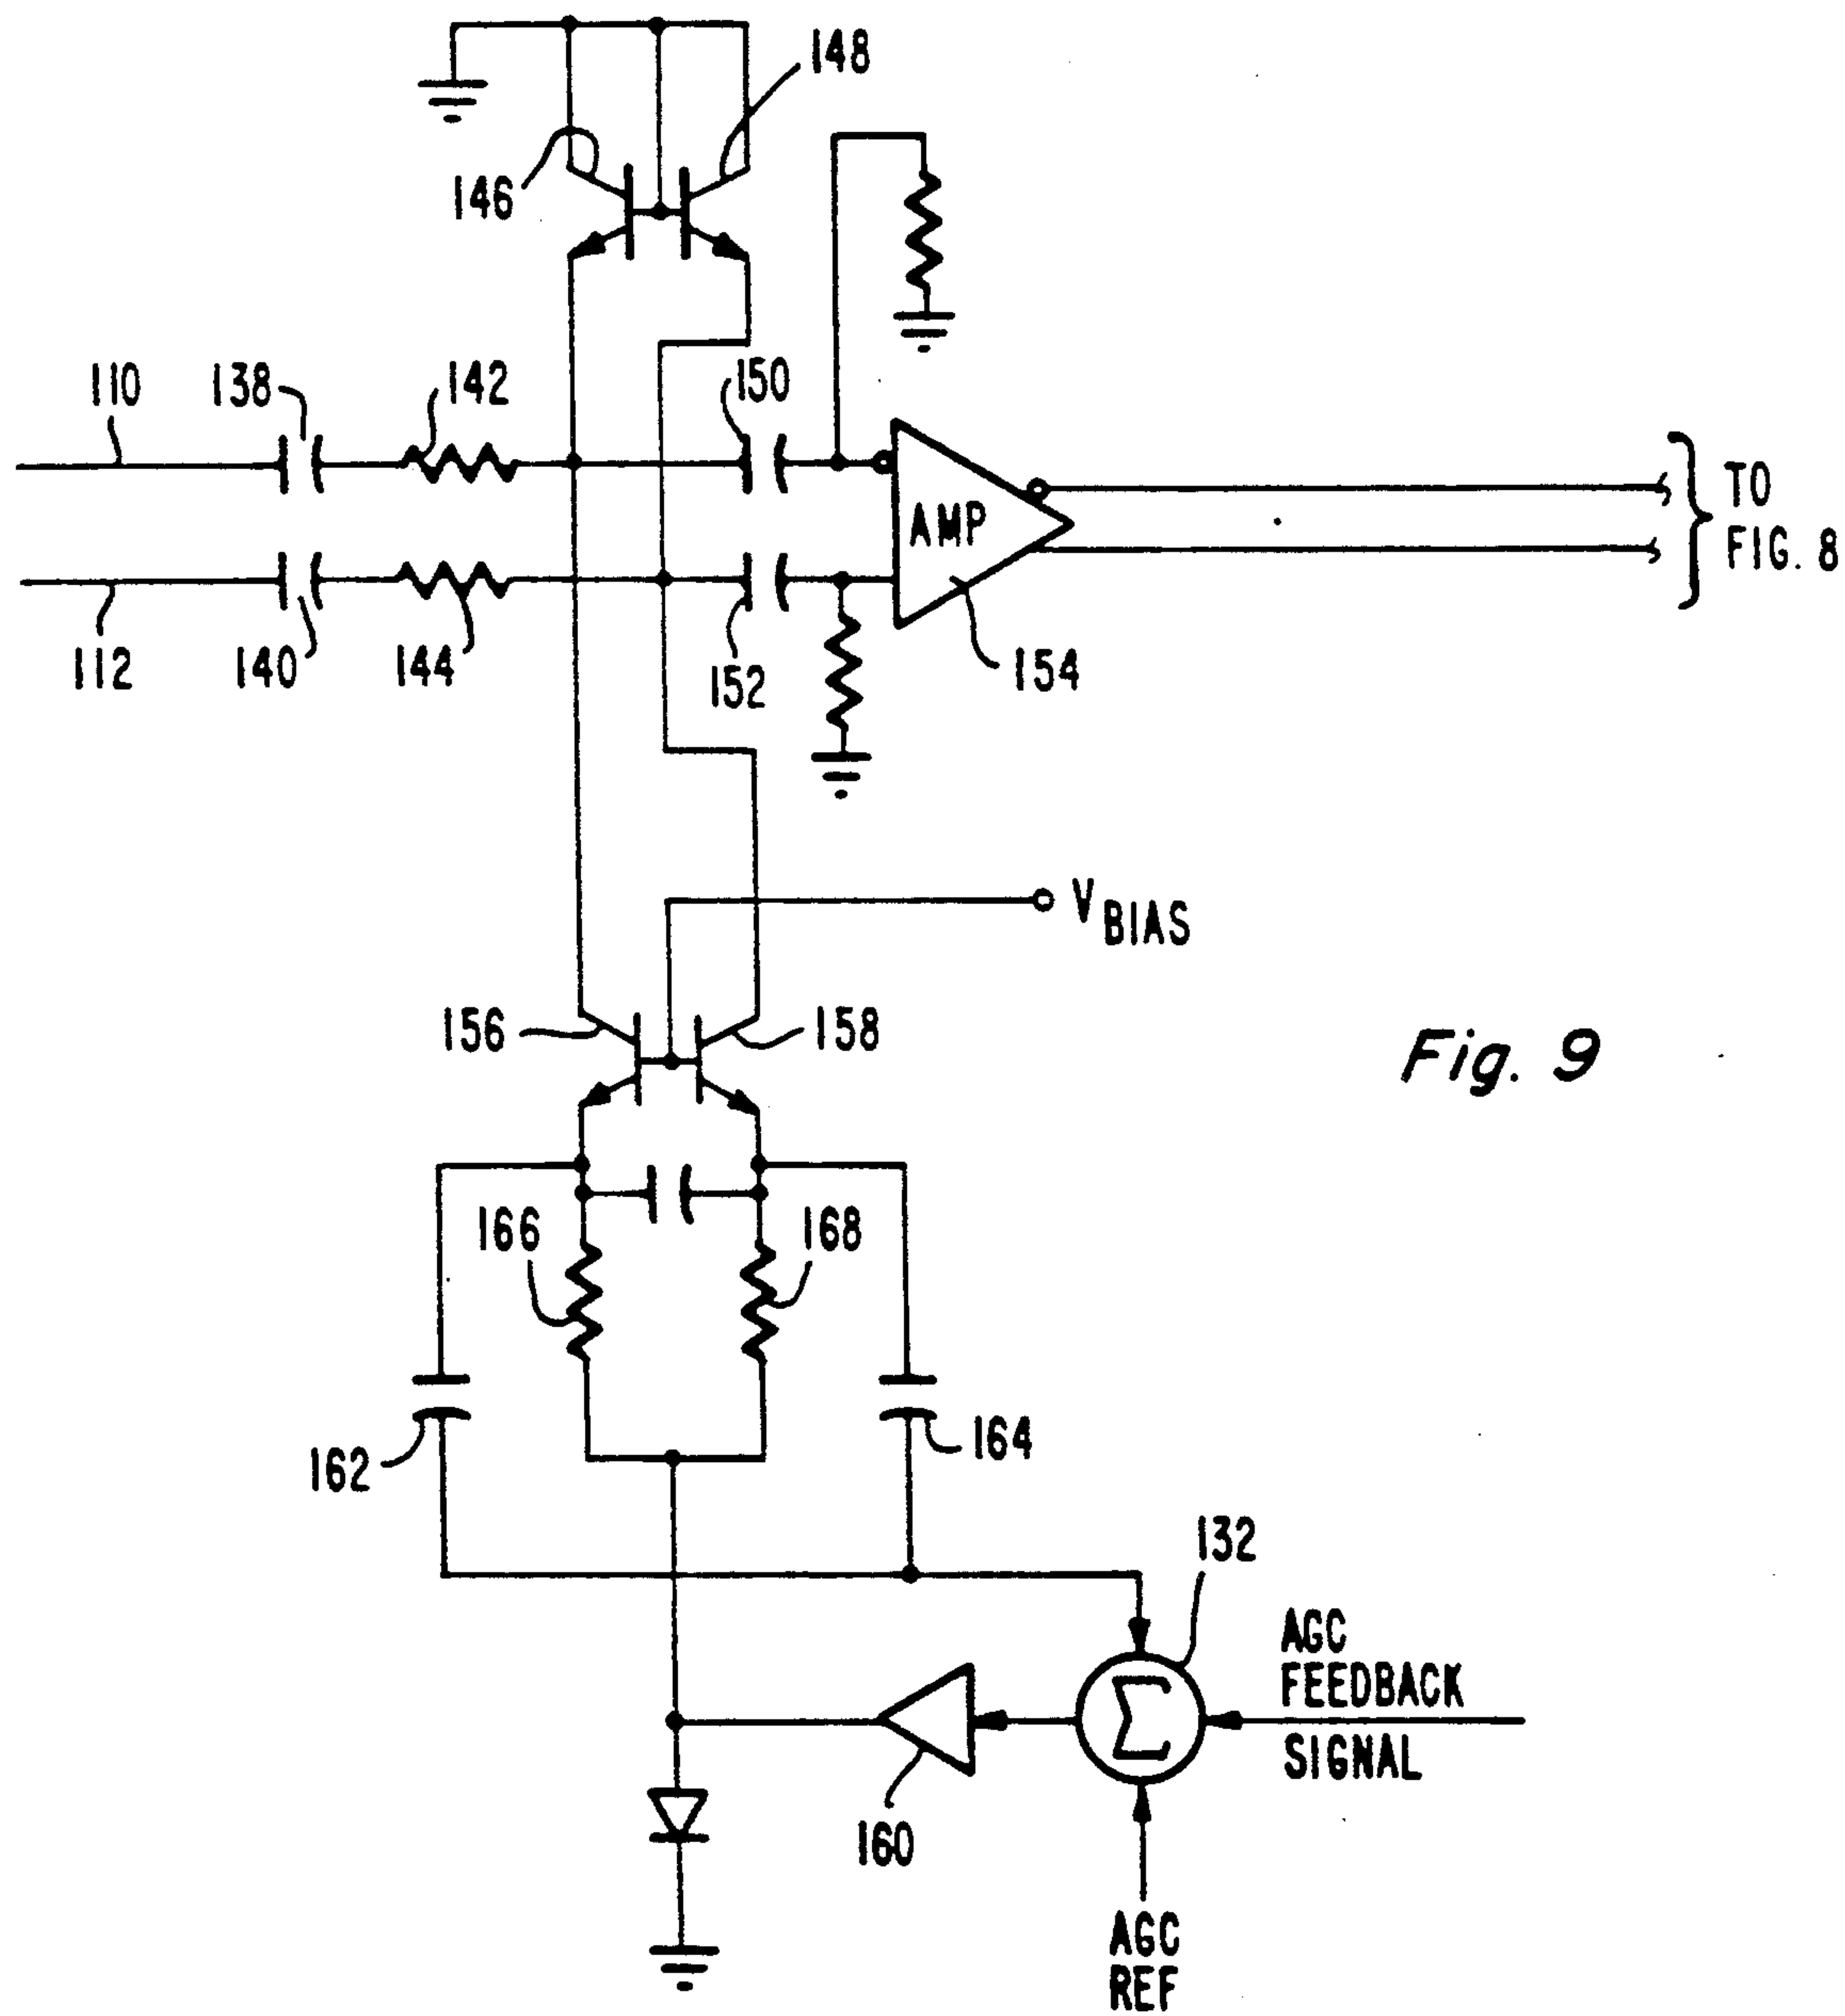 148
146
110
138
142
150
AMP
TO
FIG. 8
112
140
144
152
154
V BIAS
156
158
Fig. 9
166
168
162
164
132
AGC
FEEDBACK
SIGNAL
Σ
160
AGC
REF